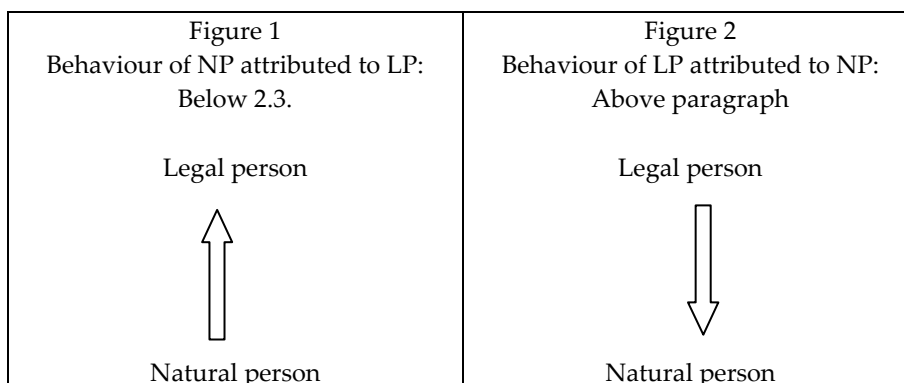 Figure 1
Behaviour of NP attributed to LP:
Below 2.3.
Legal person
Natural person
Figure 2
Behaviour of LP attributed to NP:
Above paragraph
Legal person
Natural person